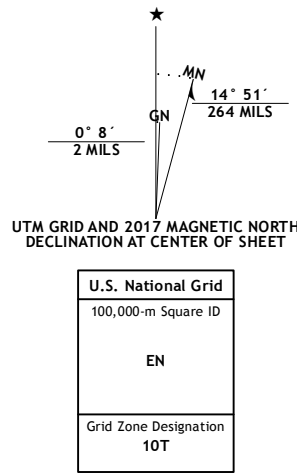 ★
MN
GN
14° 51´
264 MILS
0° 8´
2 MILS
UTM GRID AND 2017 MAGNETIC NORTH
DECLINATION AT CENTER OF SHEET
U.S. National Grid
100,000-m Square ID
EN
Grid Zone Designation
10T